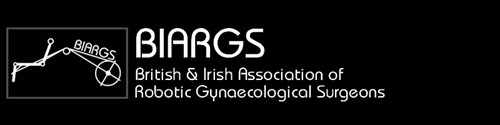 BIARGS
BIARGS
British & Irish Association of
Robotic Gynaecological Surgeons